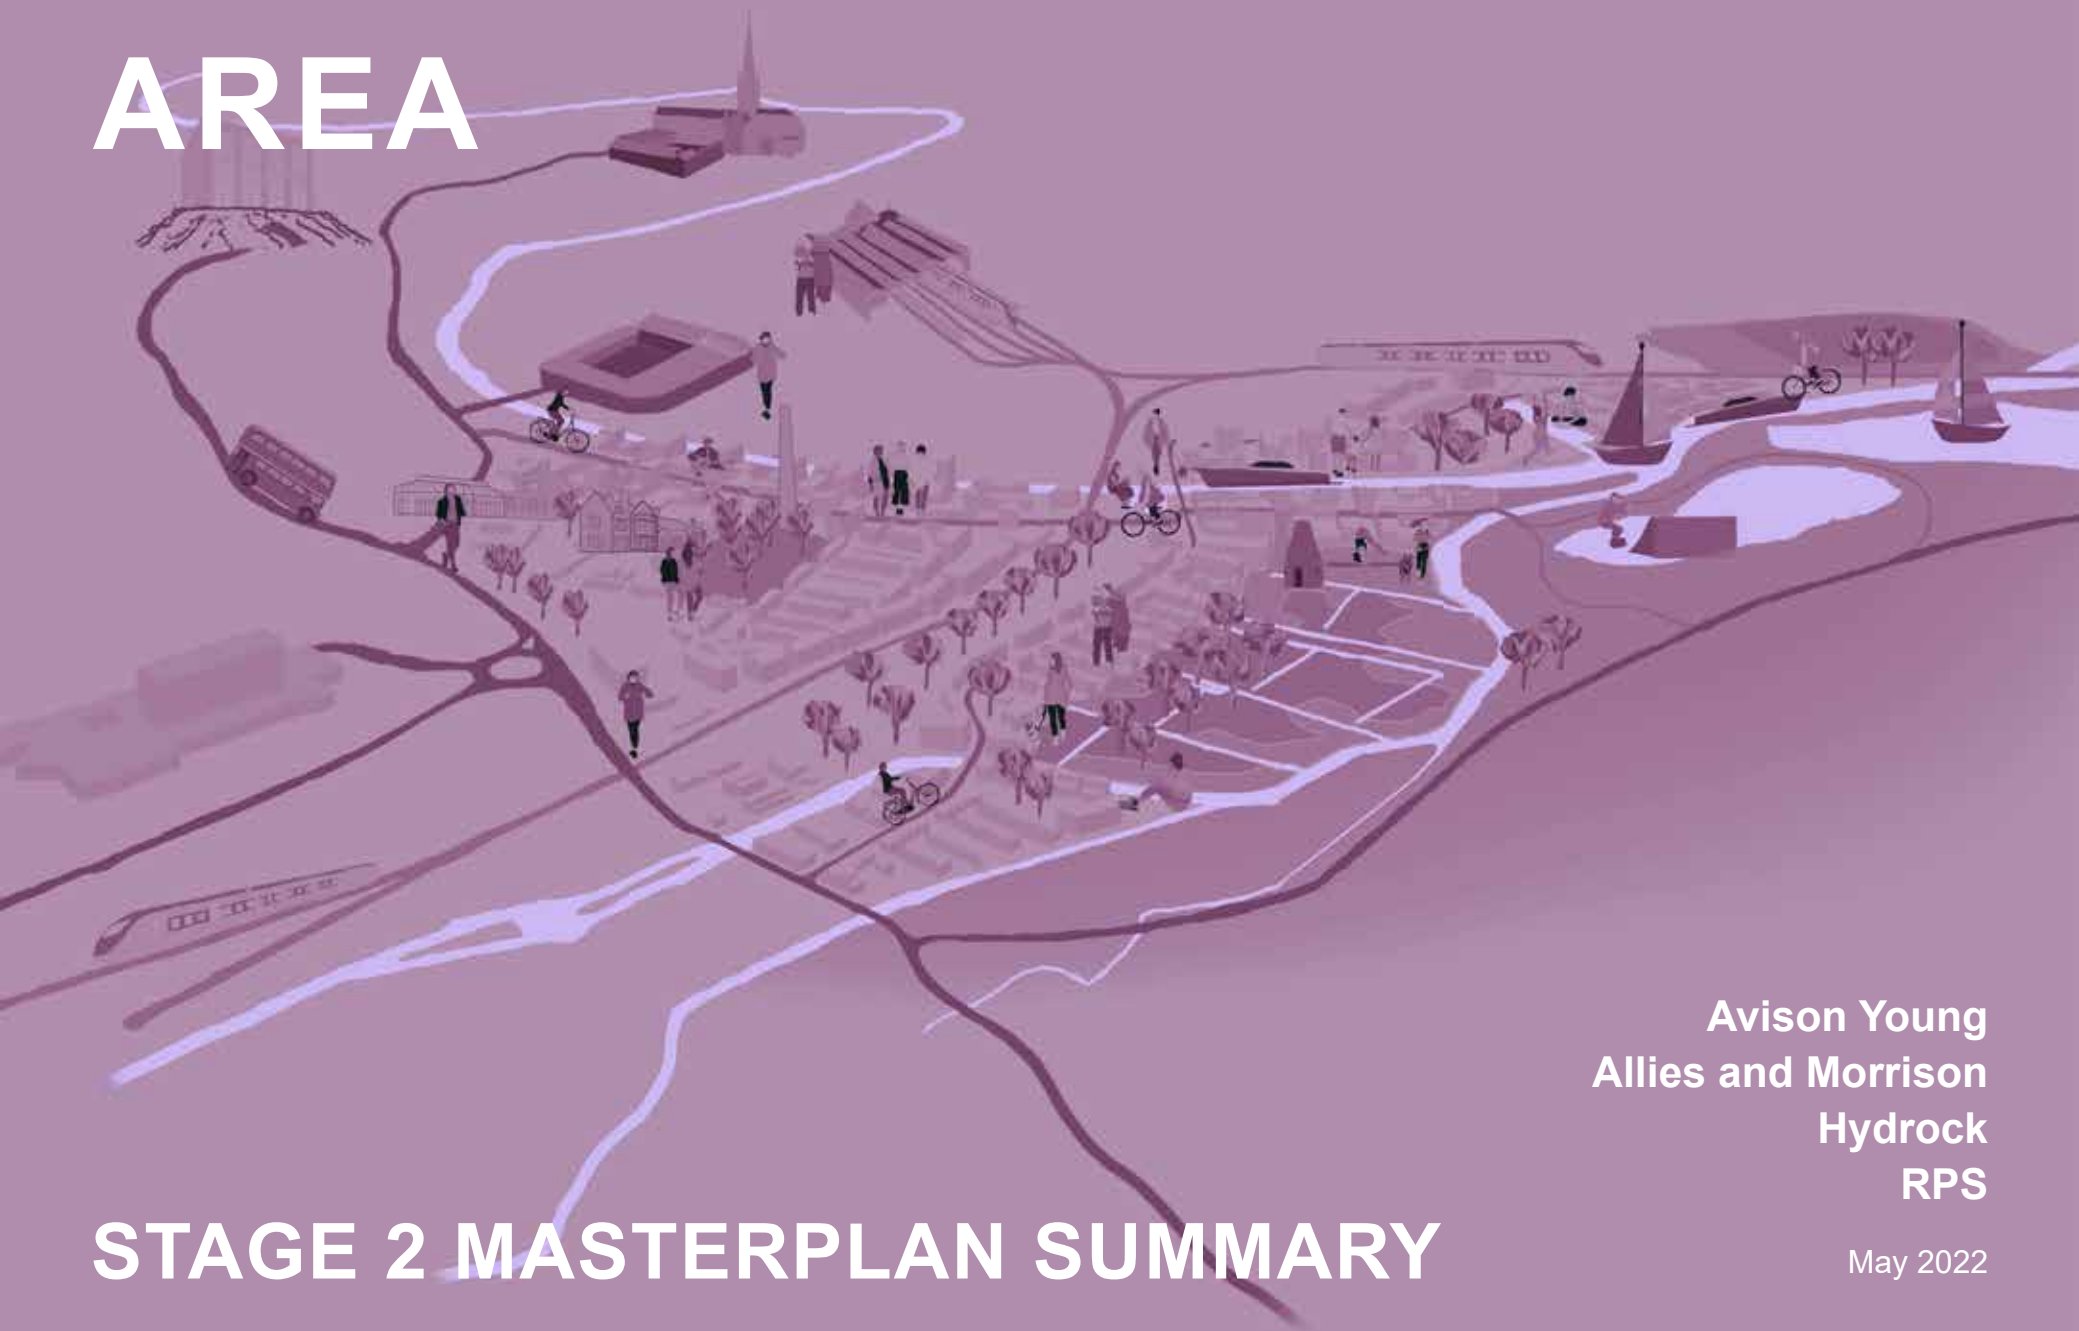 AREA
Avison Young
Allies and Morrison
Hydrock
RPS
STAGE 2 MASTERPLAN SUMMARY
May 2022